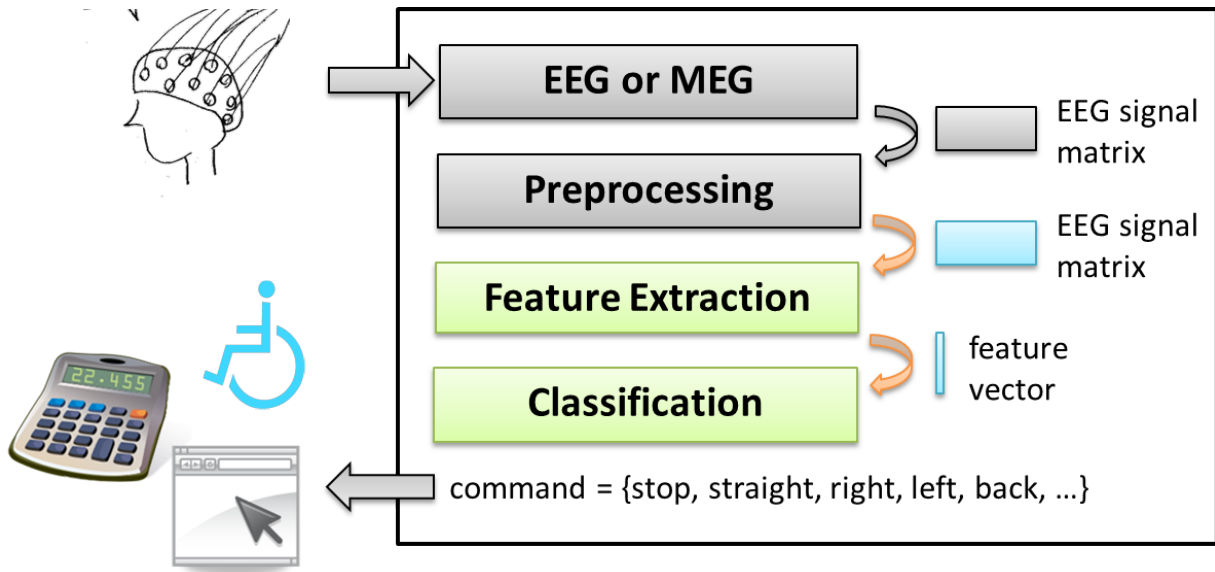 EEG or MEG
EEG signal
matrix
Preprocessing
EEG signal
matrix
Feature Extraction
feature
vector
22.455
Classification
command = {stop, straight, right, left, back, ...}